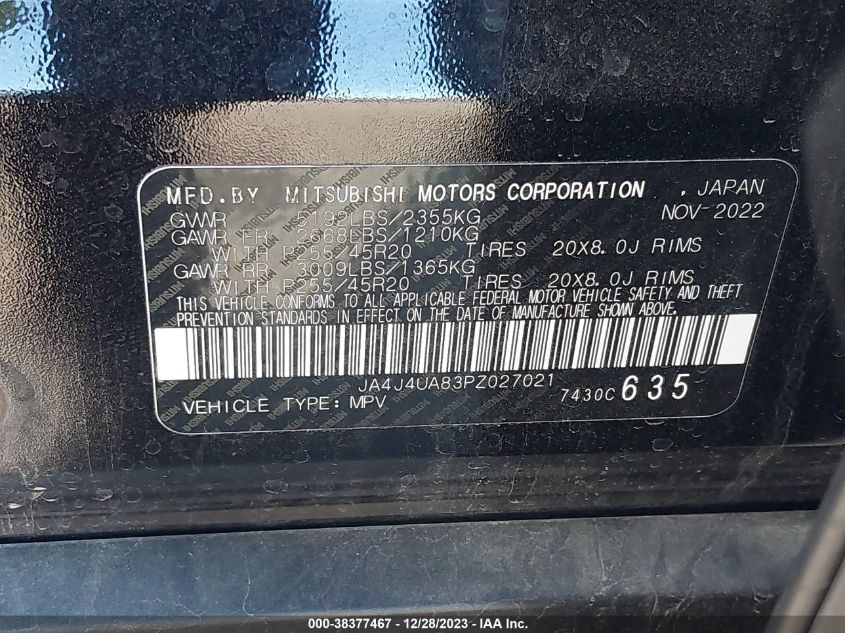 MFD.BY MITSUBISHI MOTORS CORPORATION , JAPAN
GVWR LBS/2355KG NOV-2022
GAWR FR 2668LBS/1210KG
WITH P255/45R20 TIRES 20X8.0J RIMS
GAWR RR 3009LBS/1365KG
WITH P255/45R20 TIRES 20X8.0J RIMS
THIS VEHICLE CONFORMS TO ALL APPLICABLE FEDERAL MOTOR VEHICLE SAFETY AND THEFT
PREVENTION STANDARDS IN EFFECT ON THE DATE OF MANUFACTURE SHOWN ABOVE.
JA4J4UA83PZ027021
VEHICLE TYPE: MPV 7430C 635
000-38377467 - 12/28/2023 - IAA, Inc.